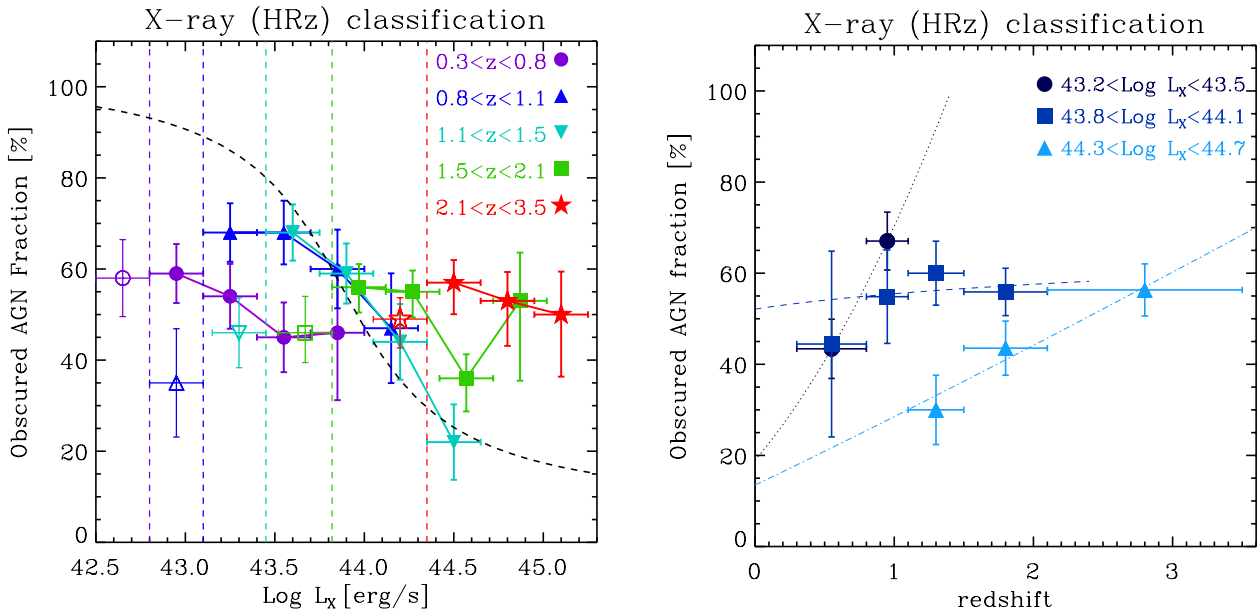 X-ray (HRz) classification
0.3<z<0.8
0.8<z<1.1
1.1<z<1.5
1.5<z<2.1
2.1<z<3.5
Obscured AGN Fraction [%]
100
80
60
40
20
0
42.5 43.0 43.5 44.0 44.5 45.0
Log L_X [erg/s]
X-ray (HRz) classification
43.2<Log L_X<43.5
43.8<Log L_X<44.1
44.3<Log L_X<44.7
Obscured AGN fraction [%]
100
80
60
40
20
0
0 1 2 3
redshift